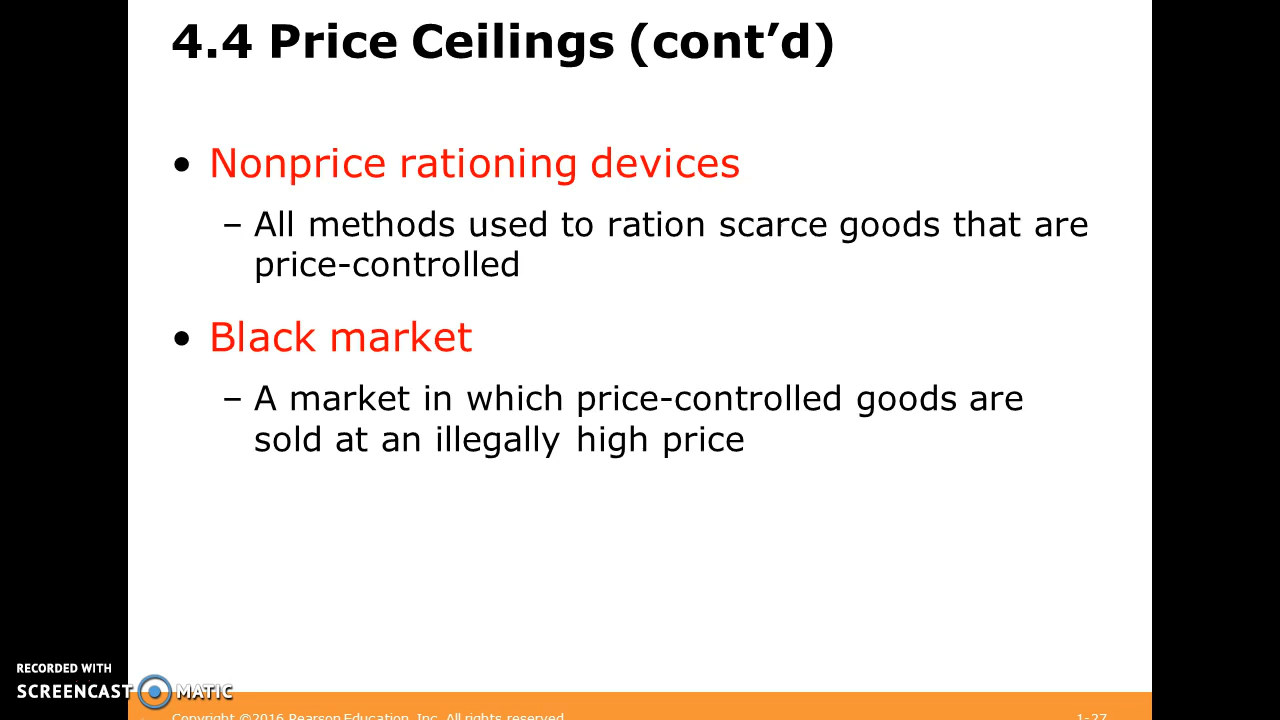 4.4 Price Ceilings (cont’d)
• Nonprice rationing devices
– All methods used to ration scarce goods that are
price-controlled
• Black market
– A market in which price-controlled goods are
sold at an illegally high price
RECORDED WITH
SCREENCAST MATIC
Copyright ©2016 Pearson Education, Inc. All rights reserved.
1-27